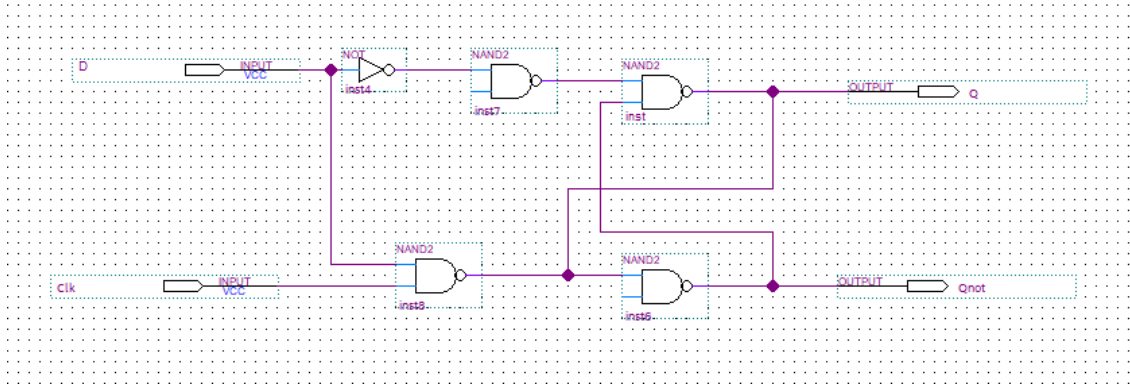 D
INPUT
VCC
NOT
inst4
NAND2
inst7
NAND2
inst
OUTPUT
Q
Clk
INPUT
VCC
NAND2
inst8
NAND2
inst6
OUTPUT
Qnot